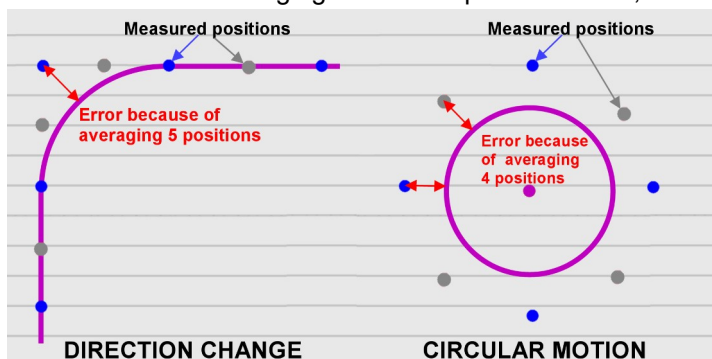 Measured positions
Measured positions
Error because of
averaging 5 positions
Error because
of averaging
4 positions
DIRECTION CHANGE
CIRCULAR MOTION